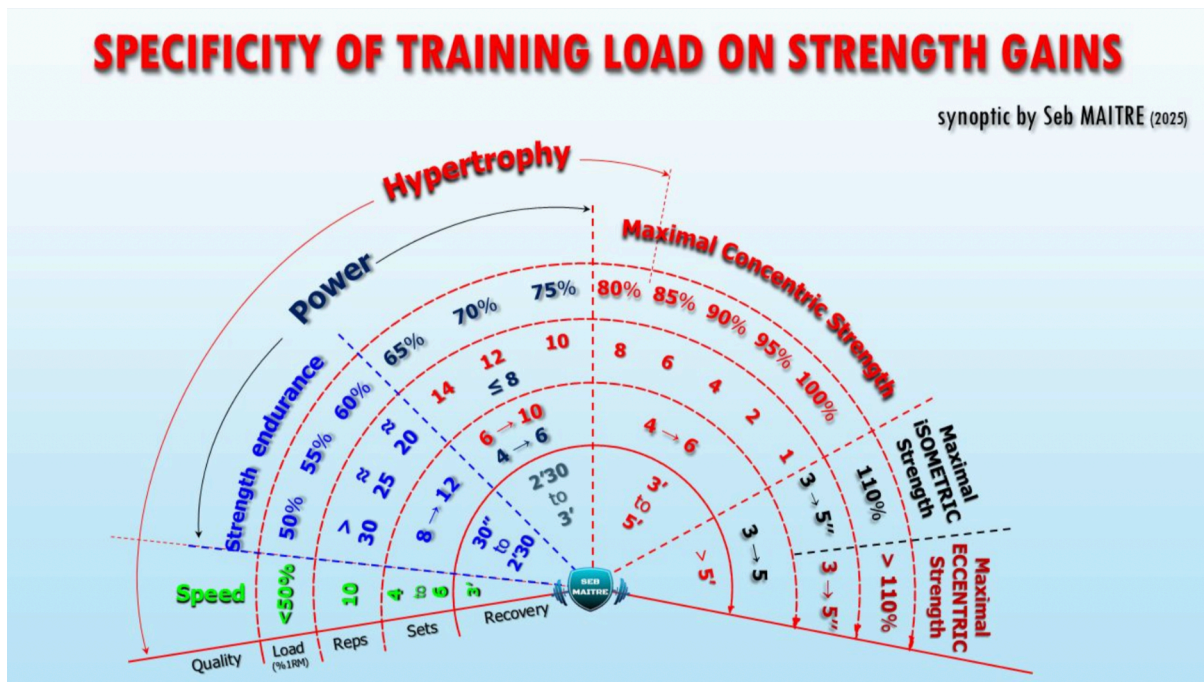 SPECIFICITY OF TRAINING LOAD ON STRENGTH GAINS
synoptic by Seb MAITRE (2025)
Hypertrophy
Power
Maximal Concentric Strength
Strength endurance
Speed
Maximal
iSOMETRIC
Strength
Maximal
ECCENTRIC
Strength
<50%
50%
55%
60%
65%
70%
75%
80%
85%
90%
95%
100%
110%
> 110%
10
>
30
≈
25
≈
20
14
12
≤ 8
10
8
6
4
2
1
3 → 5"
3 → 5"
4
to
6
8 → 12
6 → 10
4 → 6
4 → 6
3 → 5
3'
30"
to
2'30
2'30
to
3'
3'
to
5'
> 5'
SEB
MAITRE
Quality
Load
(%1RM)
Reps
Sets
Recovery